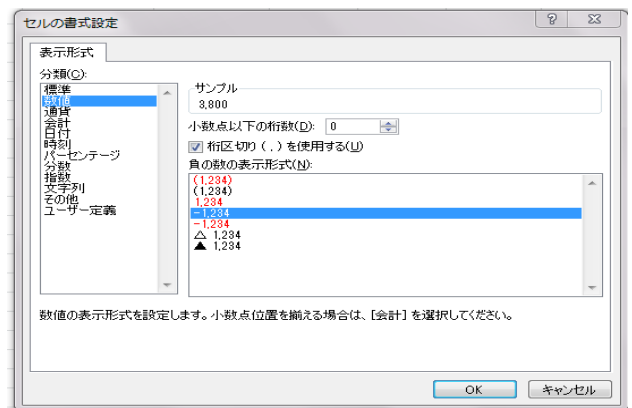 セルの書式設定
表示形式
分類(C):
標準
数値
通貨
会計
日付
時刻
パーセンテージ
分数
指数
文字列
その他
ユーザー定義
サンプル
3,800
小数点以下の桁数(D): 0
桁区切り( , )を使用する(U)
負の数の表示形式(N):
(1,234)
(1,234)
1,234
-1,234
-1,234
△ 1,234
▲ 1,234
数値の表示形式を設定します。小数点位置を揃える場合は、[会計] を選択してください。
OK
キャンセル